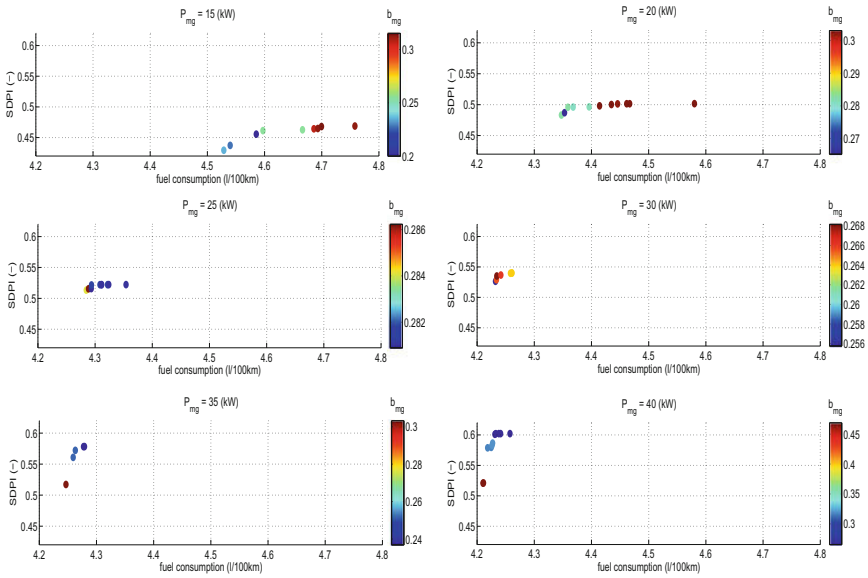 P_mg = 15 (kW)
b_mg
SDPI (−)
0.6
0.55
0.5
0.45
4.2 4.3 4.4 4.5 4.6 4.7 4.8
fuel consumption (l/100km)
0.3
0.25
0.2
P_mg = 20 (kW)
b_mg
SDPI (−)
0.6
0.55
0.5
0.45
4.2 4.3 4.4 4.5 4.6 4.7 4.8
fuel consumption (l/100km)
0.3
0.29
0.28
0.27
P_mg = 25 (kW)
b_mg
SDPI (−)
0.6
0.55
0.5
0.45
4.2 4.3 4.4 4.5 4.6 4.7 4.8
fuel consumption (l/100km)
0.286
0.284
0.282
P_mg = 30 (kW)
b_mg
SDPI (−)
0.6
0.55
0.5
0.45
4.2 4.3 4.4 4.5 4.6 4.7 4.8
fuel consumption (l/100km)
0.268
0.266
0.264
0.262
0.26
0.258
0.256
P_mg = 35 (kW)
b_mg
SDPI (−)
0.6
0.55
0.5
0.45
4.2 4.3 4.4 4.5 4.6 4.7 4.8
fuel consumption (l/100km)
0.3
0.28
0.26
0.24
P_mg = 40 (kW)
b_mg
SDPI (−)
0.6
0.55
0.5
0.45
4.2 4.3 4.4 4.5 4.6 4.7 4.8
fuel consumption (l/100km)
0.45
0.4
0.35
0.3